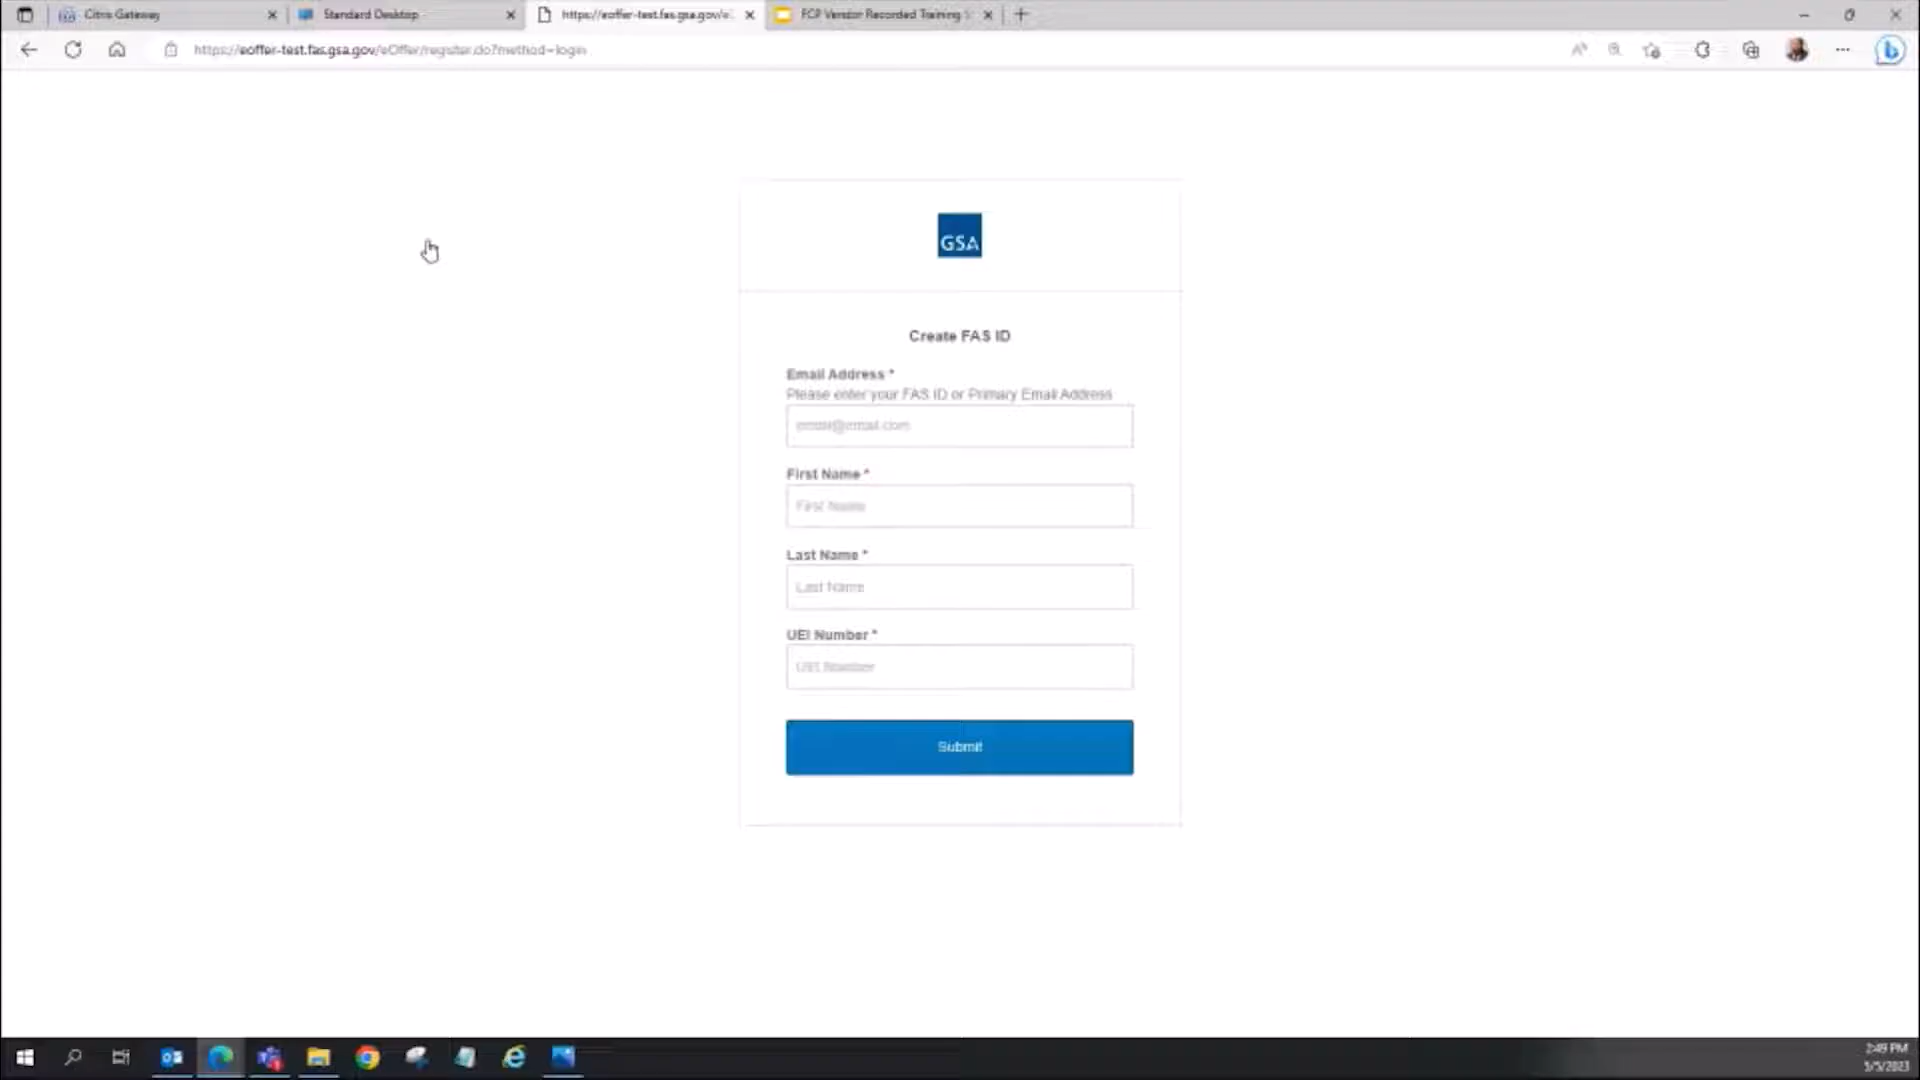 Citrix Gateway
Standard Desktop
https://eoffer-test.fas.gsa.gov/e
FCP Vendor Recorded Training S
https://eoffer-test.fas.gsa.gov/eOffer/register.do?method=login
GSA
Create FAS ID
Email Address *
Please enter your FAS ID or Primary Email Address
email@email.com
First Name *
First Name
Last Name *
Last Name
UEI Number *
UEI Number
Submit
2:49 PM
5/5/2023